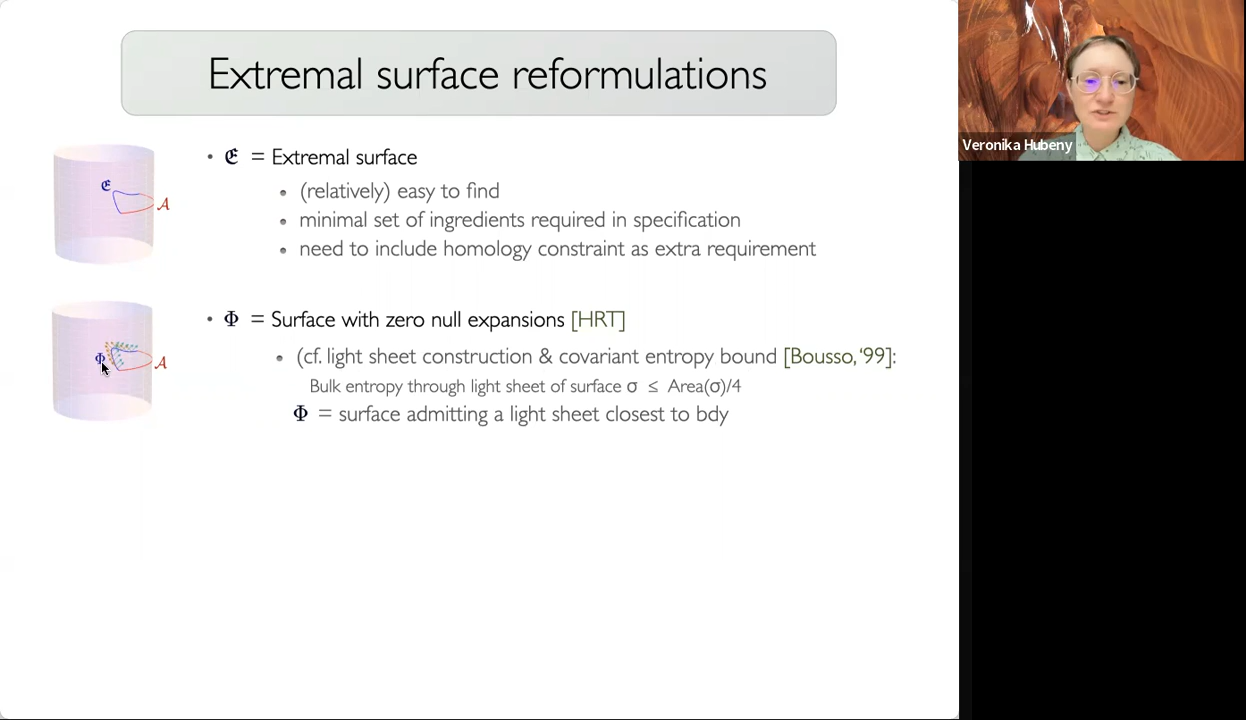 Extremal surface reformulations
Veronika Hubeny
𝕰
𝓐
• 𝕰 = Extremal surface
• (relatively) easy to find
• minimal set of ingredients required in specification
• need to include homology constraint as extra requirement
Φ
𝓐
• Φ = Surface with zero null expansions [HRT]
• (cf. light sheet construction & covariant entropy bound [Bousso,‘99]:
Bulk entropy through light sheet of surface σ ≤ Area(σ)/4
Φ = surface admitting a light sheet closest to bdy